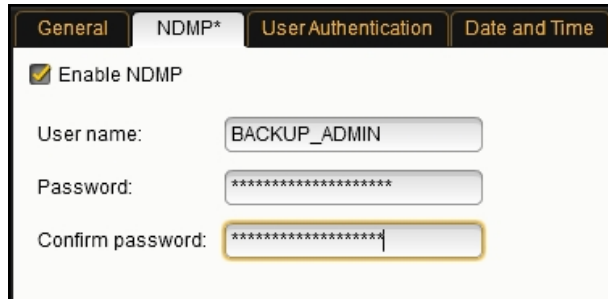 General NDMP* User Authentication Date and Time
Enable NDMP
User name: BACKUP_ADMIN
Password: ********************
Confirm password: *******************